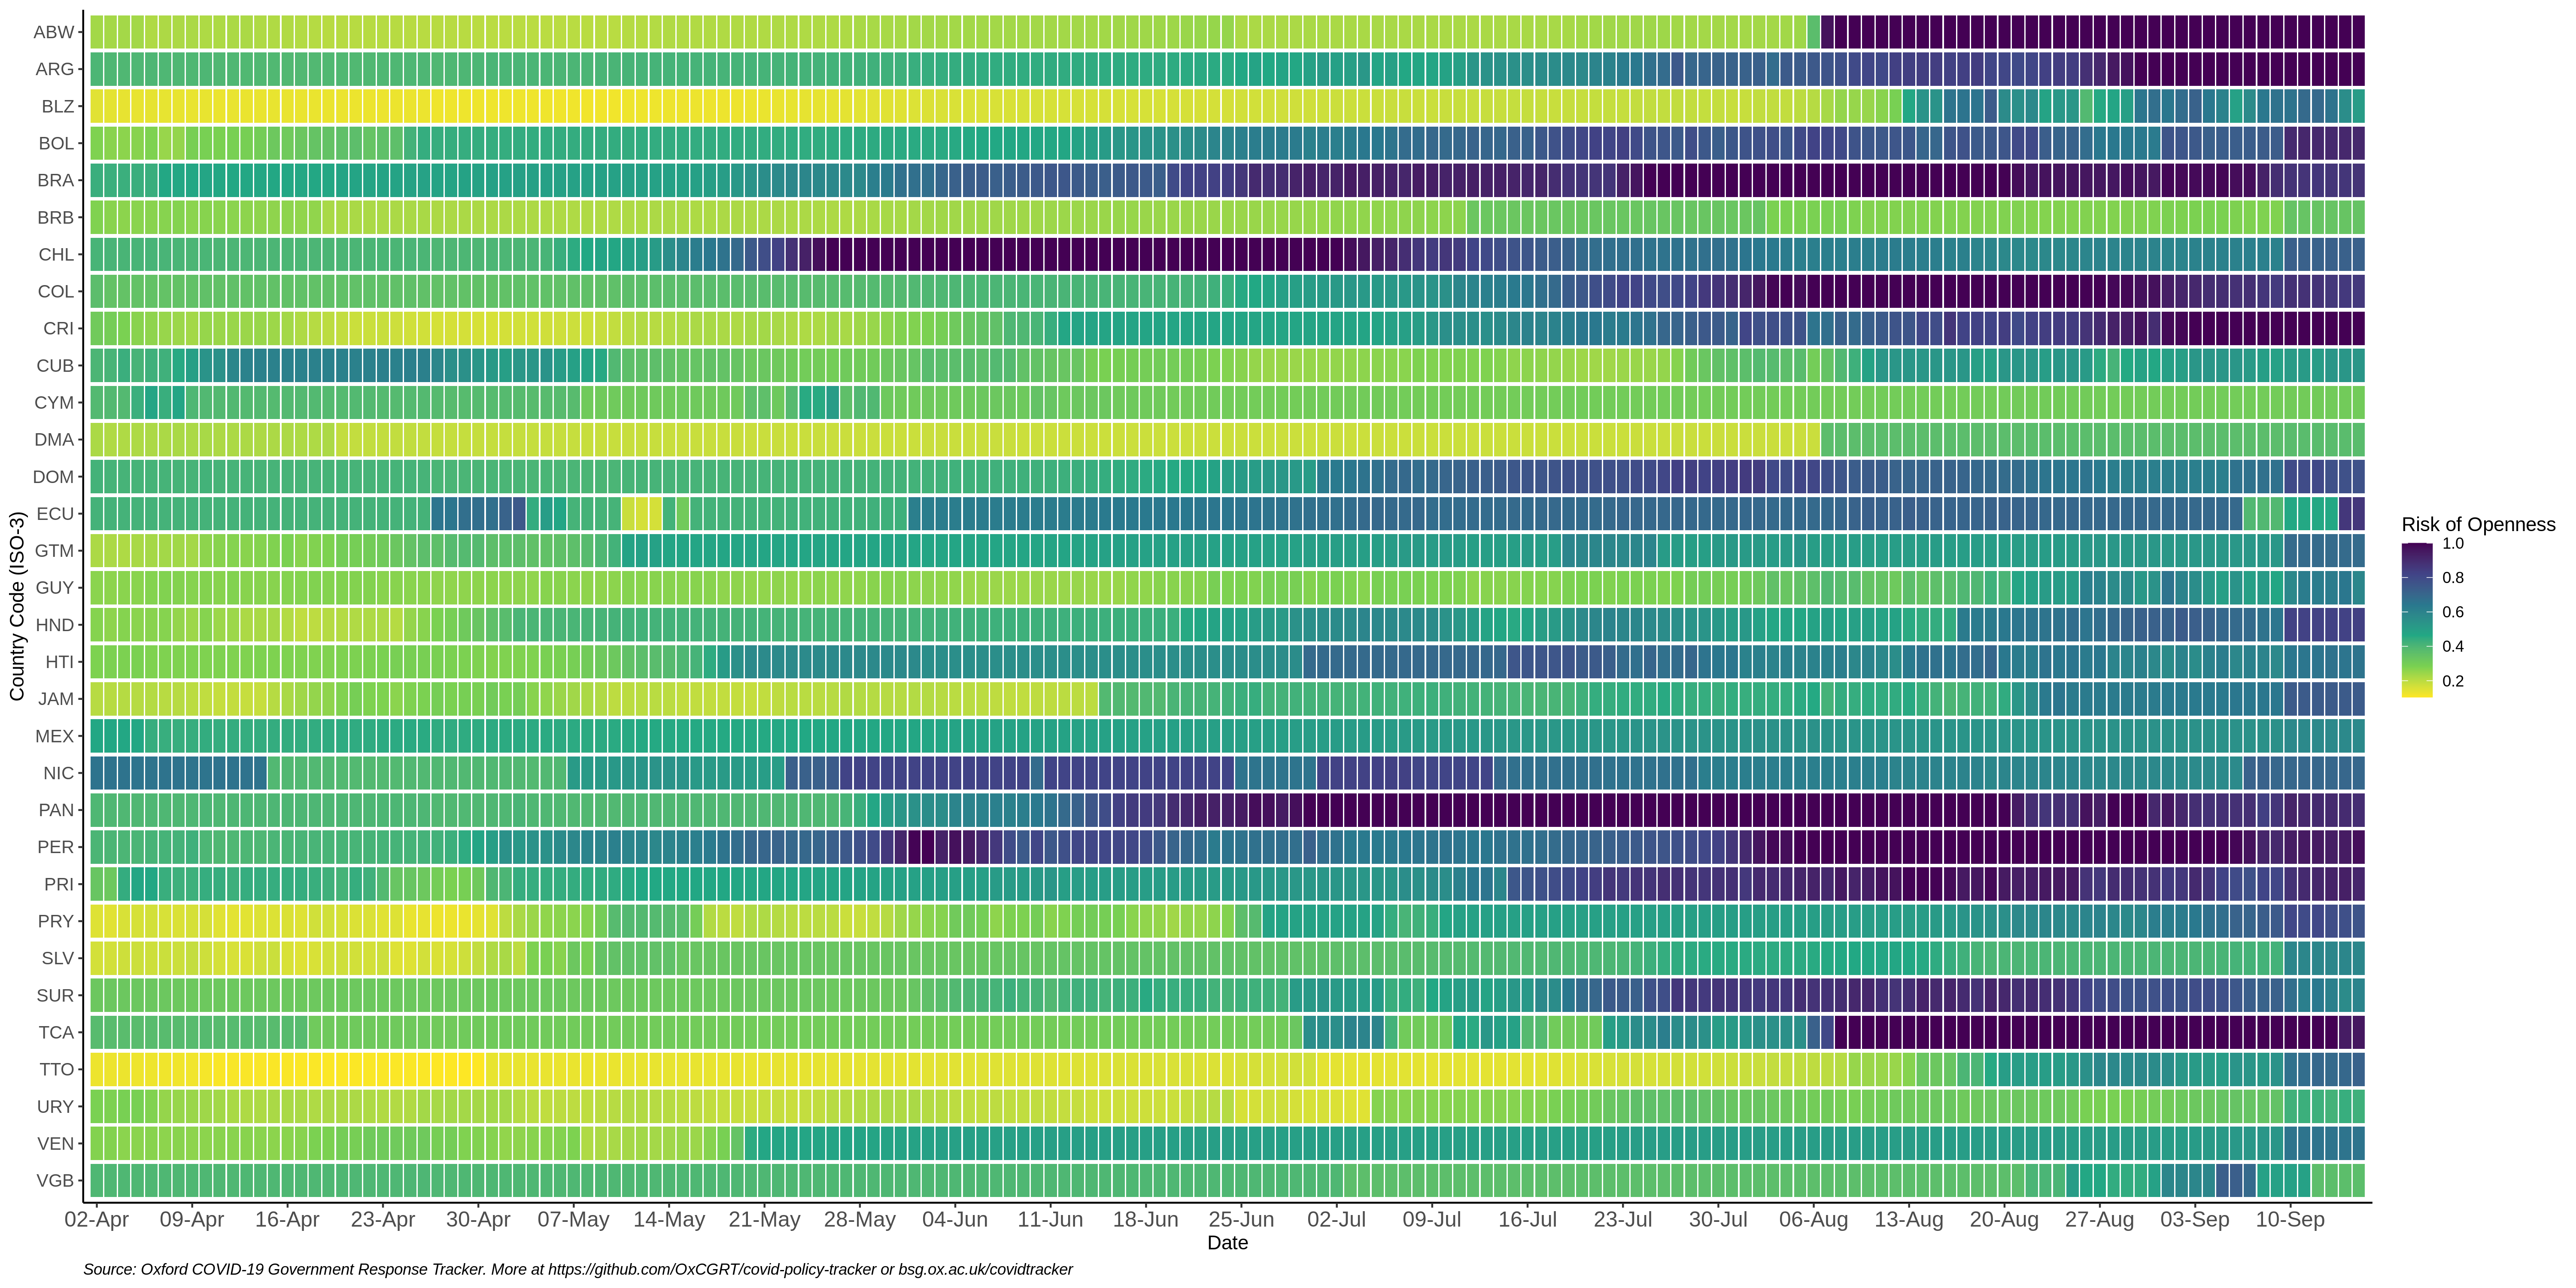 ABW
ARG
BLZ
BOL
BRA
BRB
CHL
COL
CRI
CUB
CYM
DMA
DOM
ECU
GTM
GUY
HND
HTI
JAM
MEX
NIC
PAN
PER
PRI
PRY
SLV
SUR
TCA
TTO
URY
VEN
VGB
Country Code (ISO-3)
Risk of Openness
1.0
0.8
0.6
0.4
0.2
02-Apr 09-Apr 16-Apr 23-Apr 30-Apr 07-May 14-May 21-May 28-May 04-Jun 11-Jun 18-Jun 25-Jun 02-Jul 09-Jul 16-Jul 23-Jul 30-Jul 06-Aug 13-Aug 20-Aug 27-Aug 03-Sep 10-Sep
Date
Source: Oxford COVID-19 Government Response Tracker. More at https://github.com/OxCGRT/covid-policy-tracker or bsg.ox.ac.uk/covidtracker